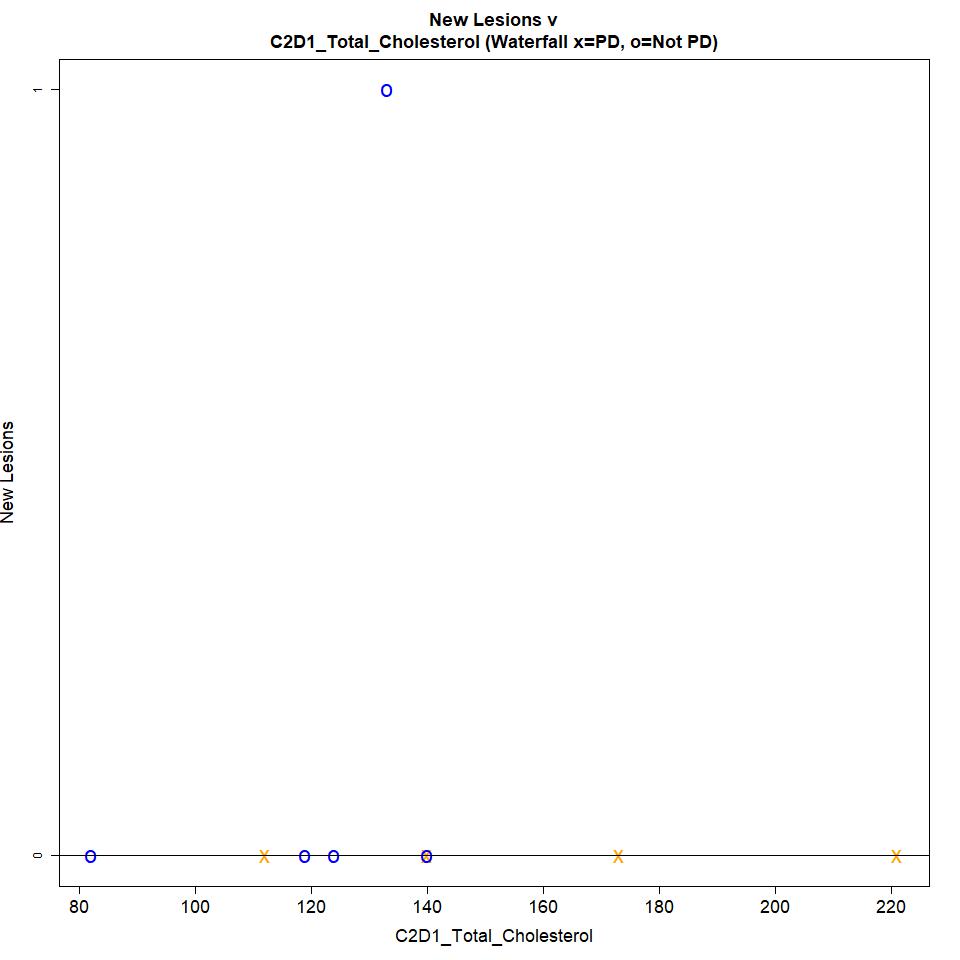 New Lesions v
C2D1_Total_Cholesterol (Waterfall x=PD, o=Not PD)
New Lesions
1
0
o
o
x
o
o
x
o
x
x
80 100 120 140 160 180 200 220
C2D1_Total_Cholesterol